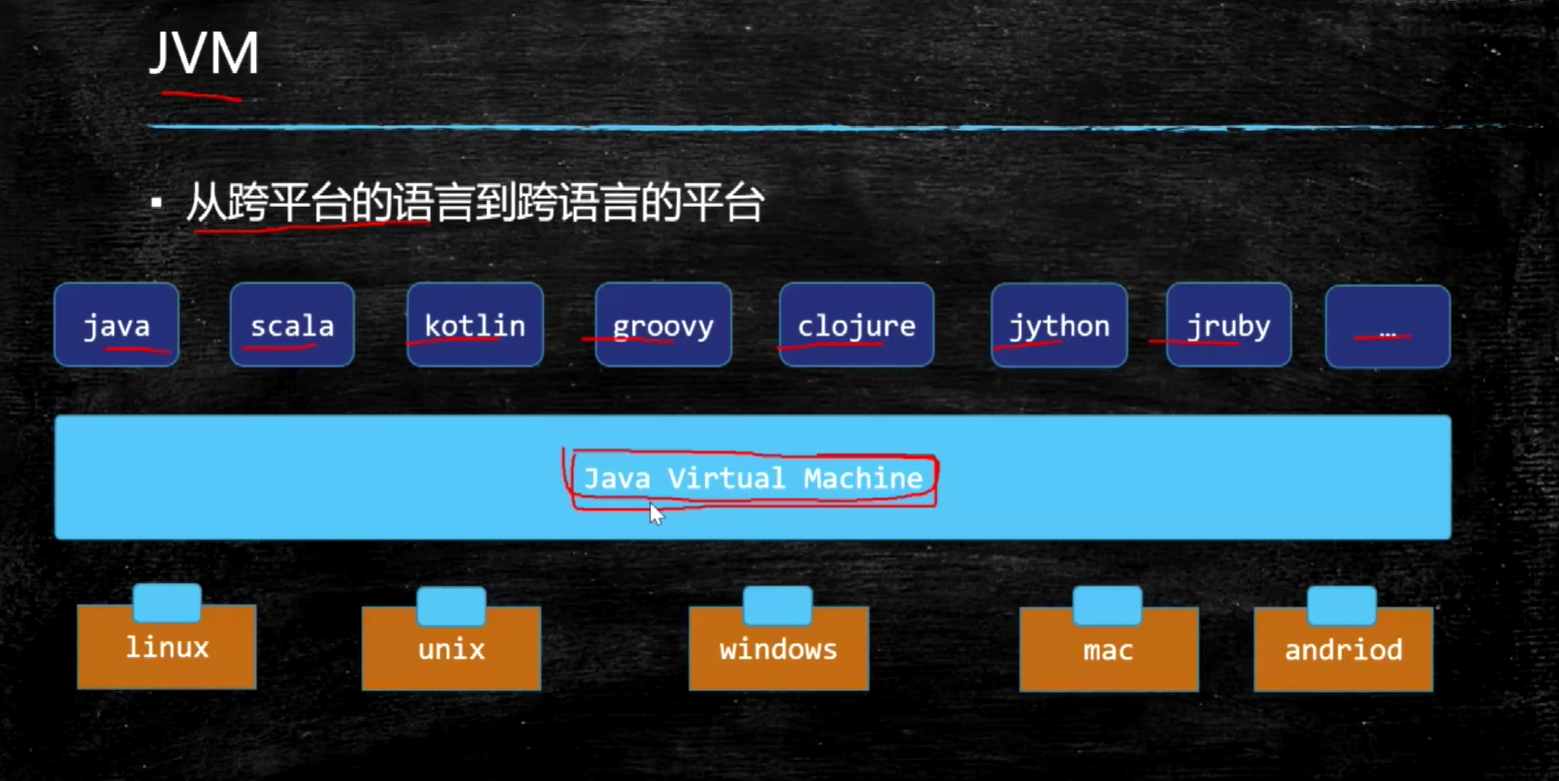 JVM
▪ 从跨平台的语言到跨语言的平台
java scala kotlin groovy clojure jython jruby ...
Java Virtual Machine
linux unix windows mac andriod